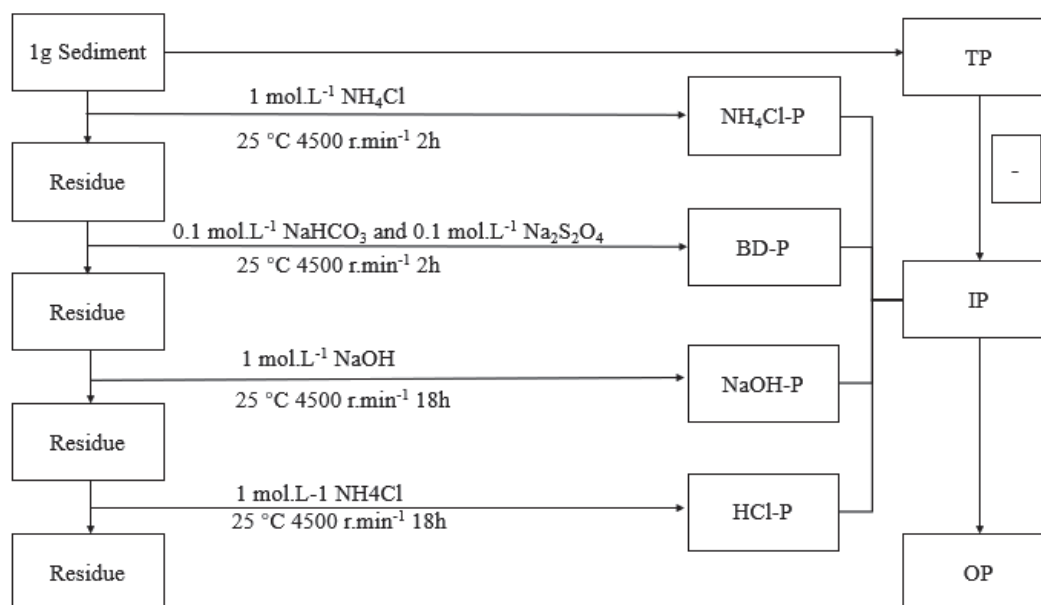 1g Sediment
TP
1 mol.L⁻¹ NH₄Cl
NH₄Cl-P
25 °C 4500 r.min⁻¹ 2h
-
Residue
0.1 mol.L⁻¹ NaHCO₃ and 0.1 mol.L⁻¹ Na₂S₂O₄
BD-P
25 °C 4500 r.min⁻¹ 2h
IP
Residue
1 mol.L⁻¹ NaOH
NaOH-P
25 °C 4500 r.min⁻¹ 18h
Residue
1 mol.L-1 NH4Cl
HCl-P
25 °C 4500 r.min⁻¹ 18h
Residue
OP